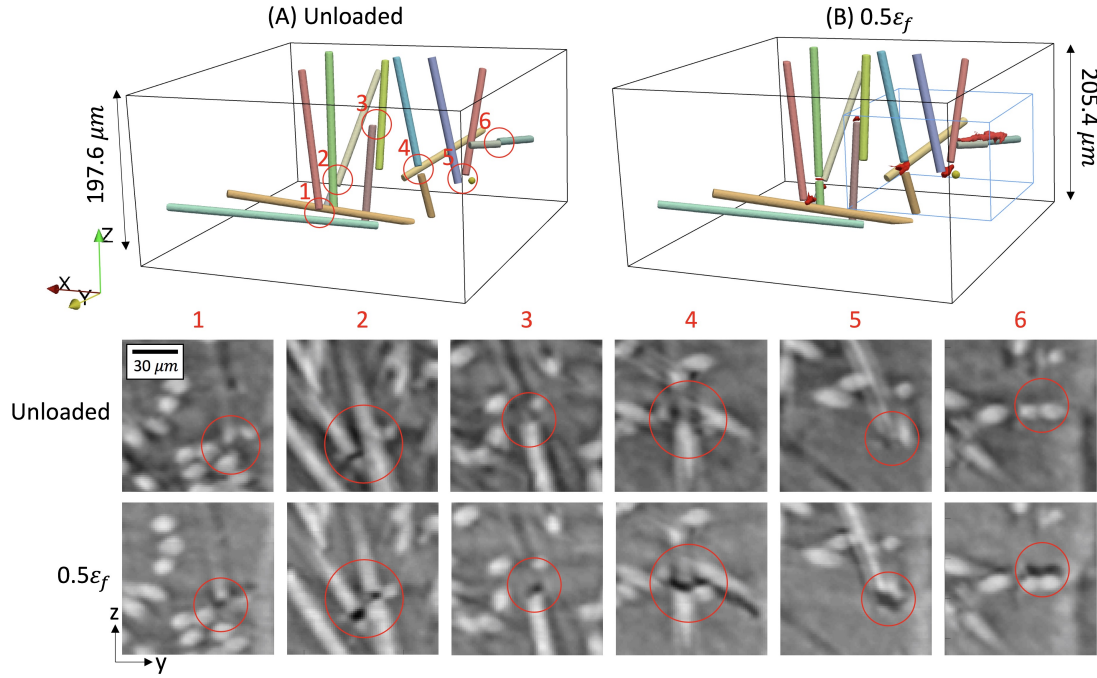 (A) Unloaded
(B) 0.5εf
197.6 μm
205.4 μm
1
2
3
4
5
6
Z
X
Y
1 2 3 4 5 6
30 μm
Unloaded
0.5εf
z
y